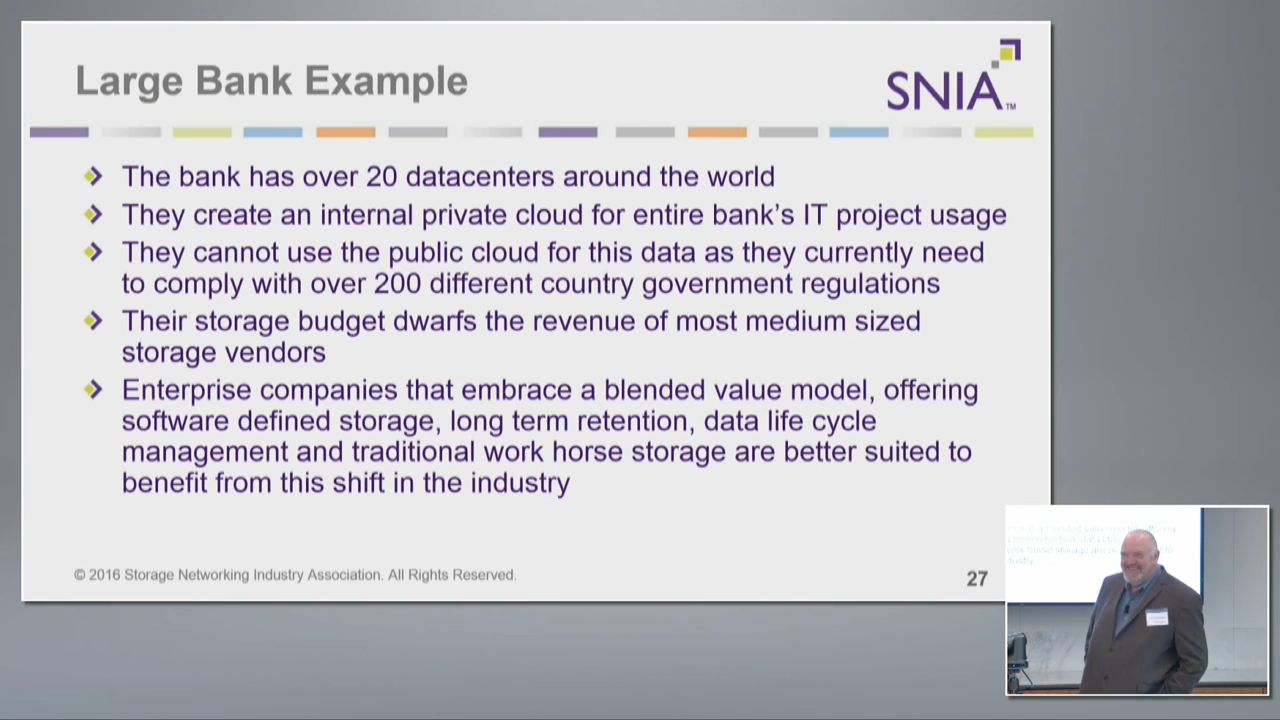 Large Bank Example
SNIA™
The bank has over 20 datacenters around the world
They create an internal private cloud for entire bank's IT project usage
They cannot use the public cloud for this data as they currently need
to comply with over 200 different country government regulations
Their storage budget dwarfs the revenue of most medium sized
storage vendors
Enterprise companies that embrace a blended value model, offering
software defined storage, long term retention, data life cycle
management and traditional work horse storage are better suited to
benefit from this shift in the industry
© 2016 Storage Networking Industry Association. All Rights Reserved.
27